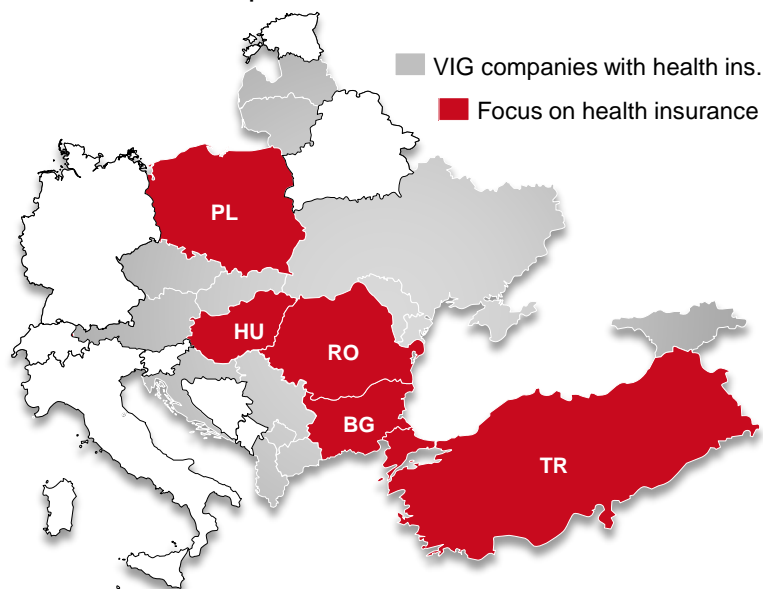 VIG companies with health ins.
Focus on health insurance
PL
HU
RO
BG
TR